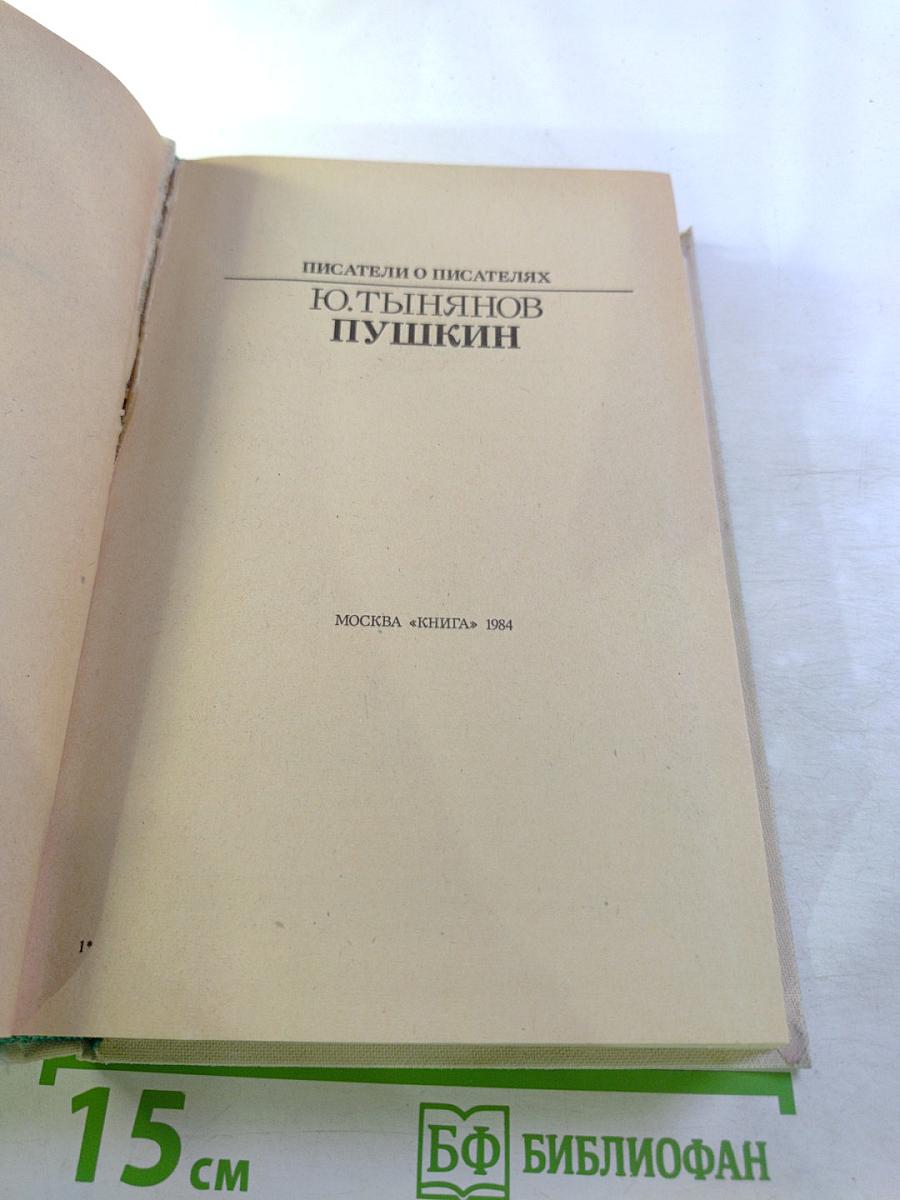 ПИСАТЕЛИ О ПИСАТЕЛЯХ
Ю.ТЫНЯНОВ
ПУШКИН
МОСКВА «КНИГА» 1984
1*
15 см
БФ БИБЛИОФАН